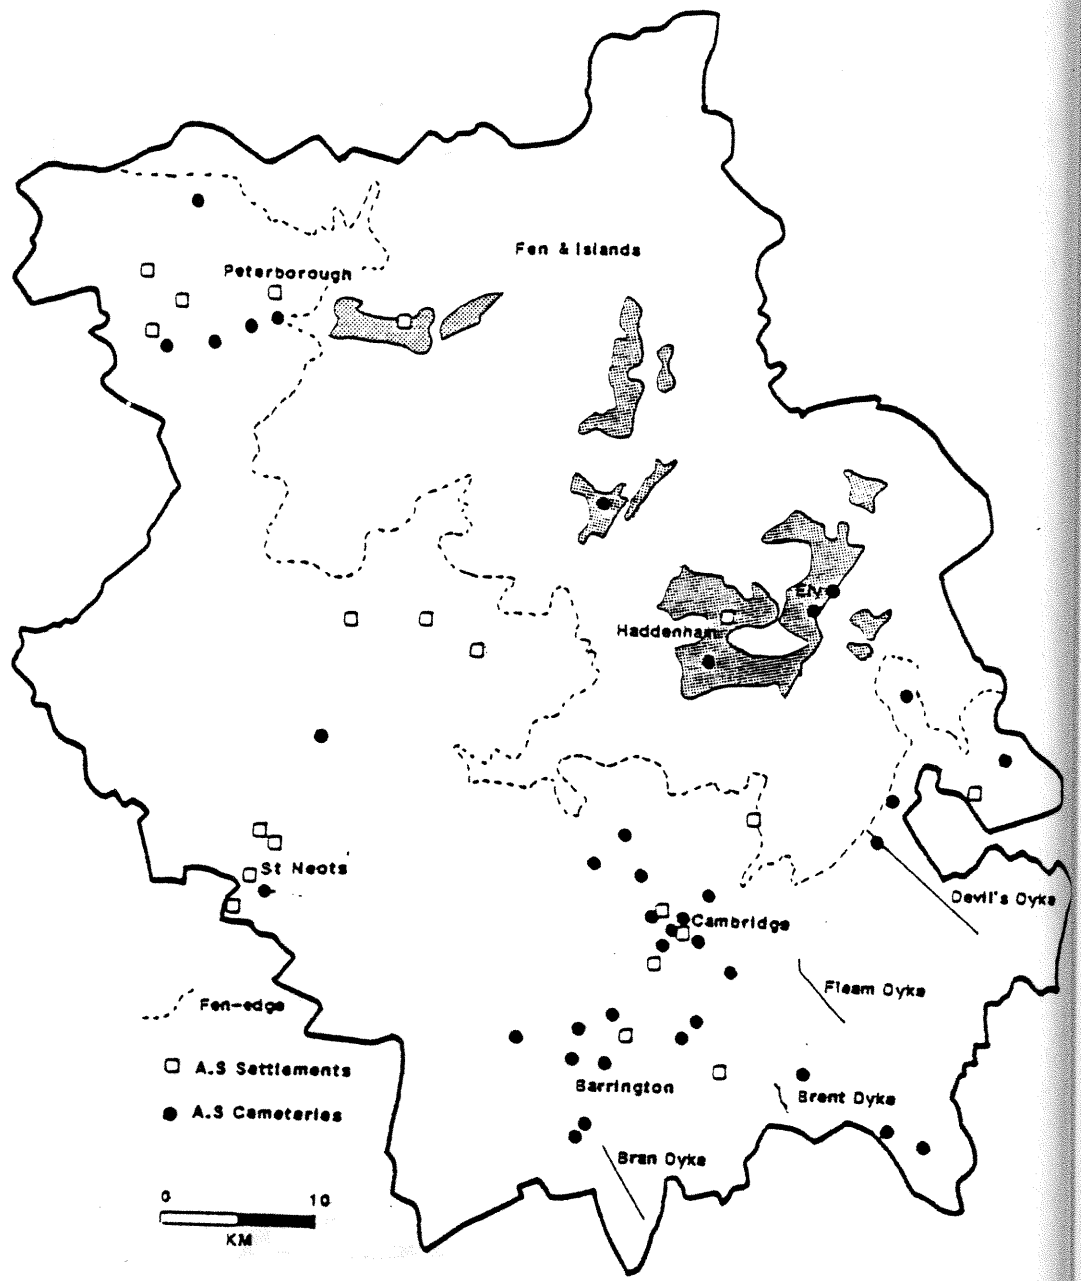 Fen & Islands
Peterborough
Ely
Haddenham
St Neots
Devil's Dyke
Cambridge
Fleam Dyke
Fen-edge
A.S Settlements
Barrington
Brent Dyke
A.S Cemeteries
Bran Dyke
0 10
KM